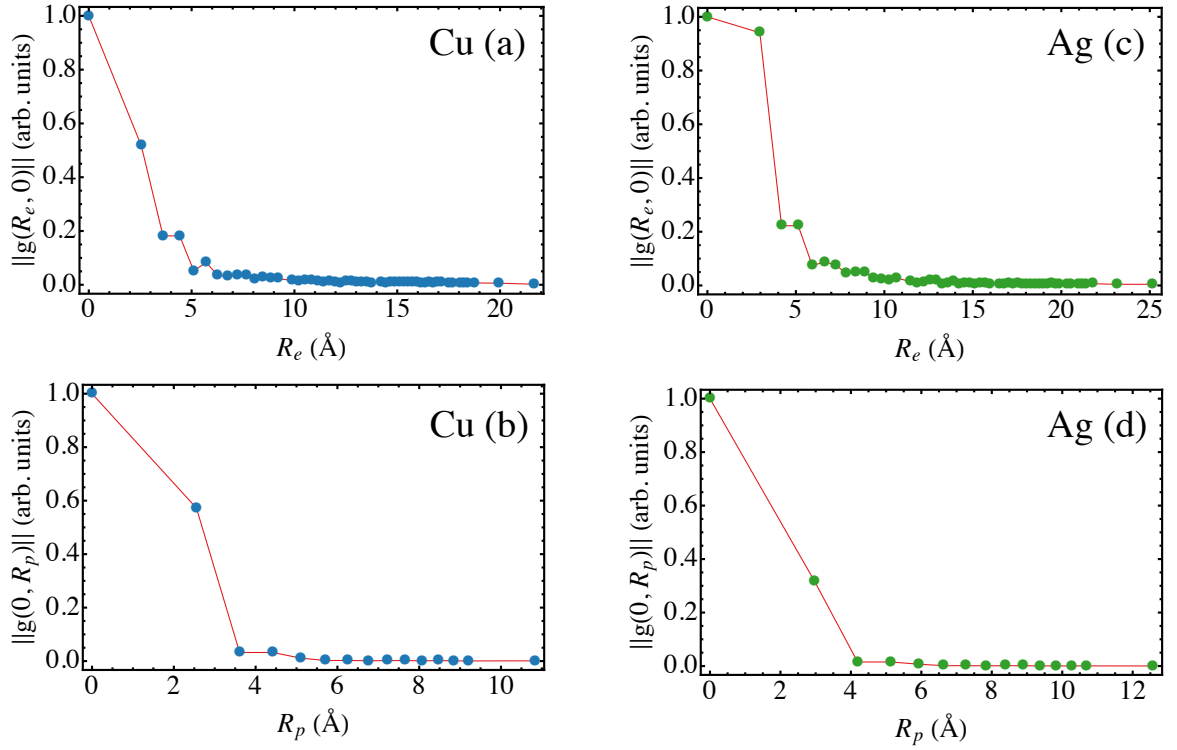 Cu (a)
||g(R_e, 0)|| (arb. units)
1.0
0.8
0.6
0.4
0.2
0.0
0 5 10 15 20
R_e (Å)
Ag (c)
||g(R_e, 0)|| (arb. units)
1.0
0.8
0.6
0.4
0.2
0.0
0 5 10 15 20 25
R_e (Å)
Cu (b)
||g(0, R_p)|| (arb. units)
1.0
0.8
0.6
0.4
0.2
0.0
0 2 4 6 8 10
R_p (Å)
Ag (d)
||g(0, R_p)|| (arb. units)
1.0
0.8
0.6
0.4
0.2
0.0
0 2 4 6 8 10 12
R_p (Å)